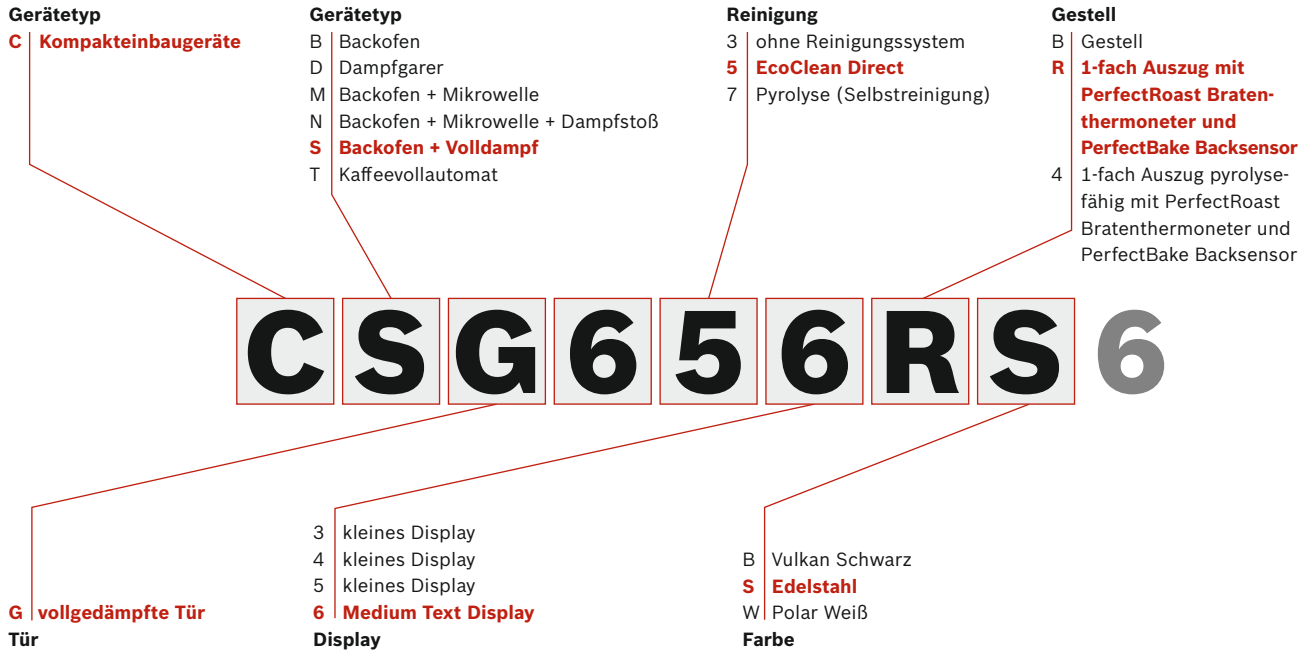 Gerätetyp
C Kompakteinbaugeräte
Gerätetyp
B Backofen
D Dampfgarer
M Backofen + Mikrowelle
N Backofen + Mikrowelle + Dampfstoß
S Backofen + Volldampf
T Kaffeevollautomat
Reinigung
3 ohne Reinigungssystem
5 EcoClean Direct
7 Pyrolyse (Selbstreinigung)
Gestell
B Gestell
R 1-fach Auszug mit
PerfectRoast Braten-
thermoneter und
PerfectBake Backsensor
4 1-fach Auszug pyrolyse-
fähig mit PerfectRoast
Bratenthermoneter und
PerfectBake Backsensor
CSG656RS6
G vollgedämpfte Tür
Tür
3 kleines Display
4 kleines Display
5 kleines Display
6 Medium Text Display
Display
B Vulkan Schwarz
S Edelstahl
W Polar Weiß
Farbe